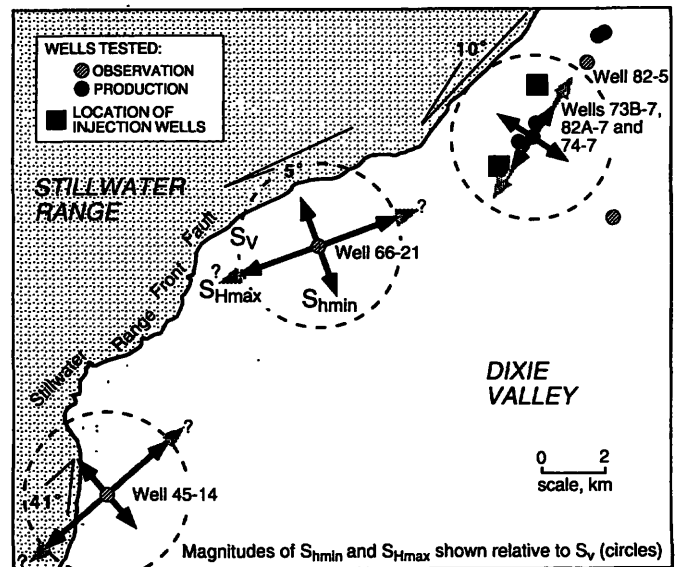 WELLS TESTED:
OBSERVATION
PRODUCTION
LOCATION OF
INJECTION WELLS
10°
Well 82-5
Wells 73B-7,
82A-7 and
74-7
STILLWATER
RANGE
5°
Sv
?
Well 66-21
?
SHmax
Shmin
Stillwater Range Front Fault
DIXIE
VALLEY
0 2
scale, km
?
Well 45-14
41°
?
Magnitudes of Shmin and SHmax shown relative to Sv (circles)